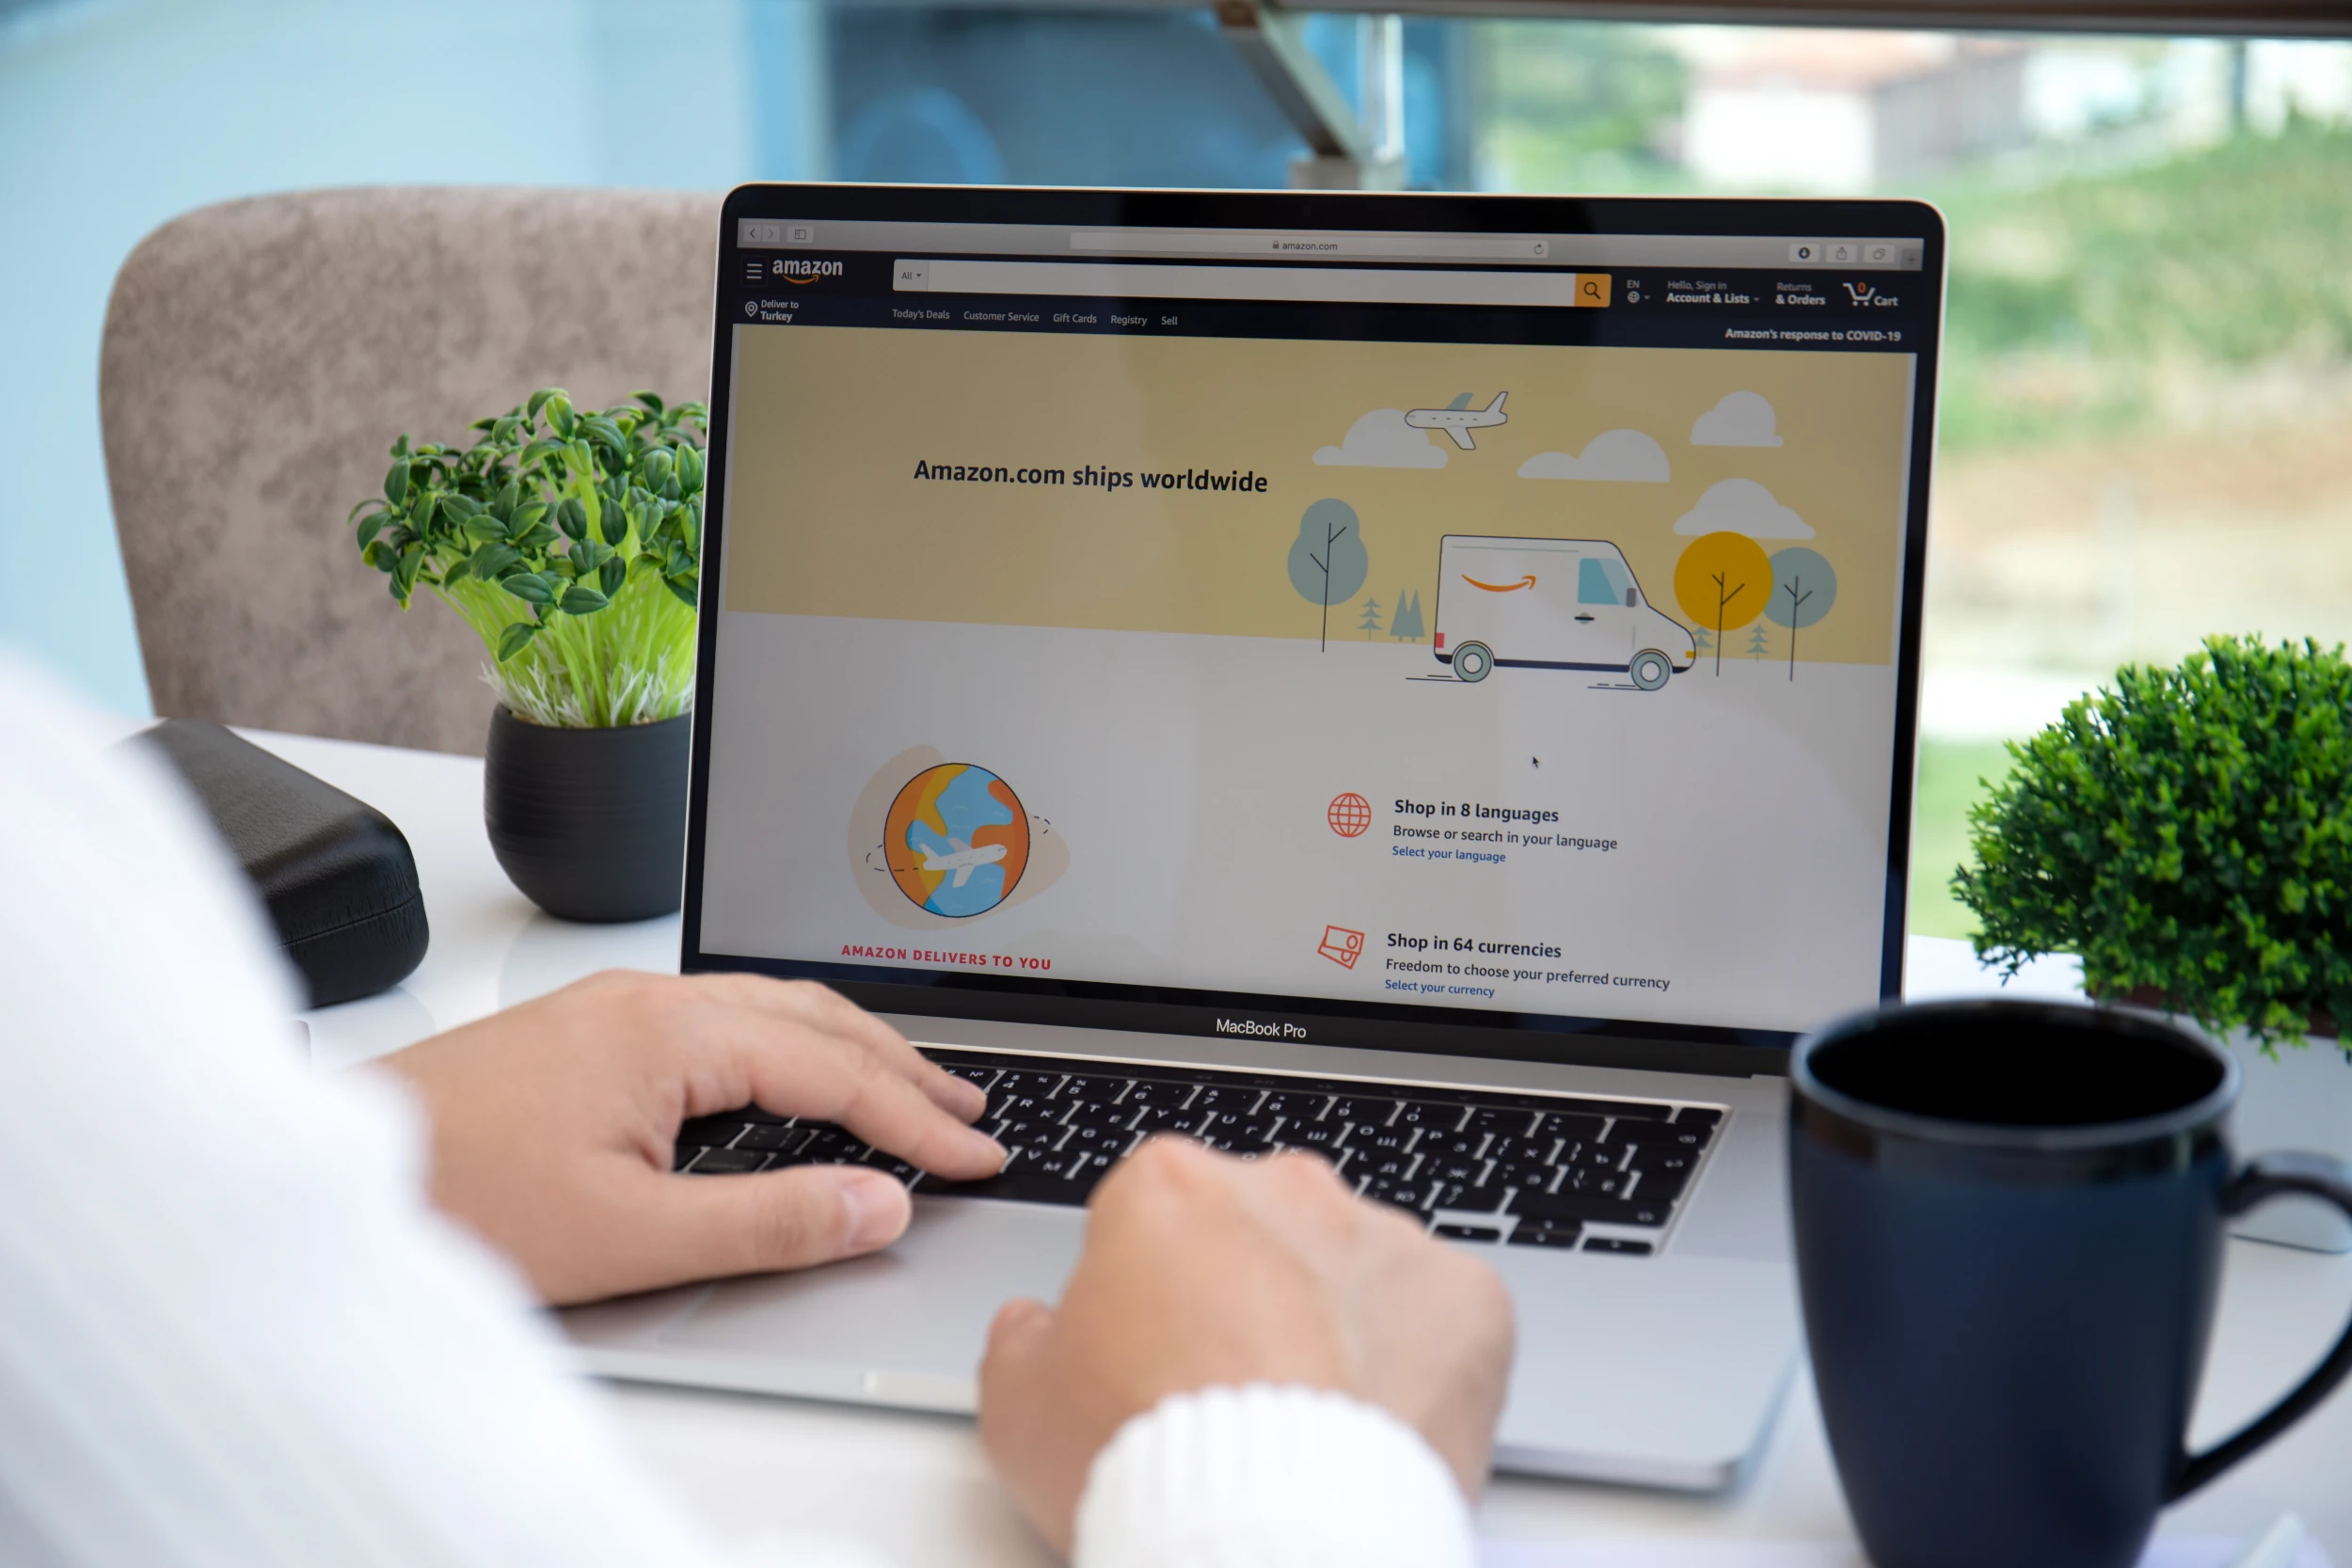 amazon.com
amazon
All
EN
Hello, Sign in
Account & Lists
Returns
& Orders
0
Cart
Deliver to
Turkey
Today's Deals
Customer Service
Gift Cards
Registry
Sell
Amazon's response to COVID-19
Amazon.com ships worldwide
Shop in 8 languages
Browse or search in your language
Select your language
AMAZON DELIVERS TO YOU
Shop in 64 currencies
Freedom to choose your preferred currency
Select your currency
MacBook Pro